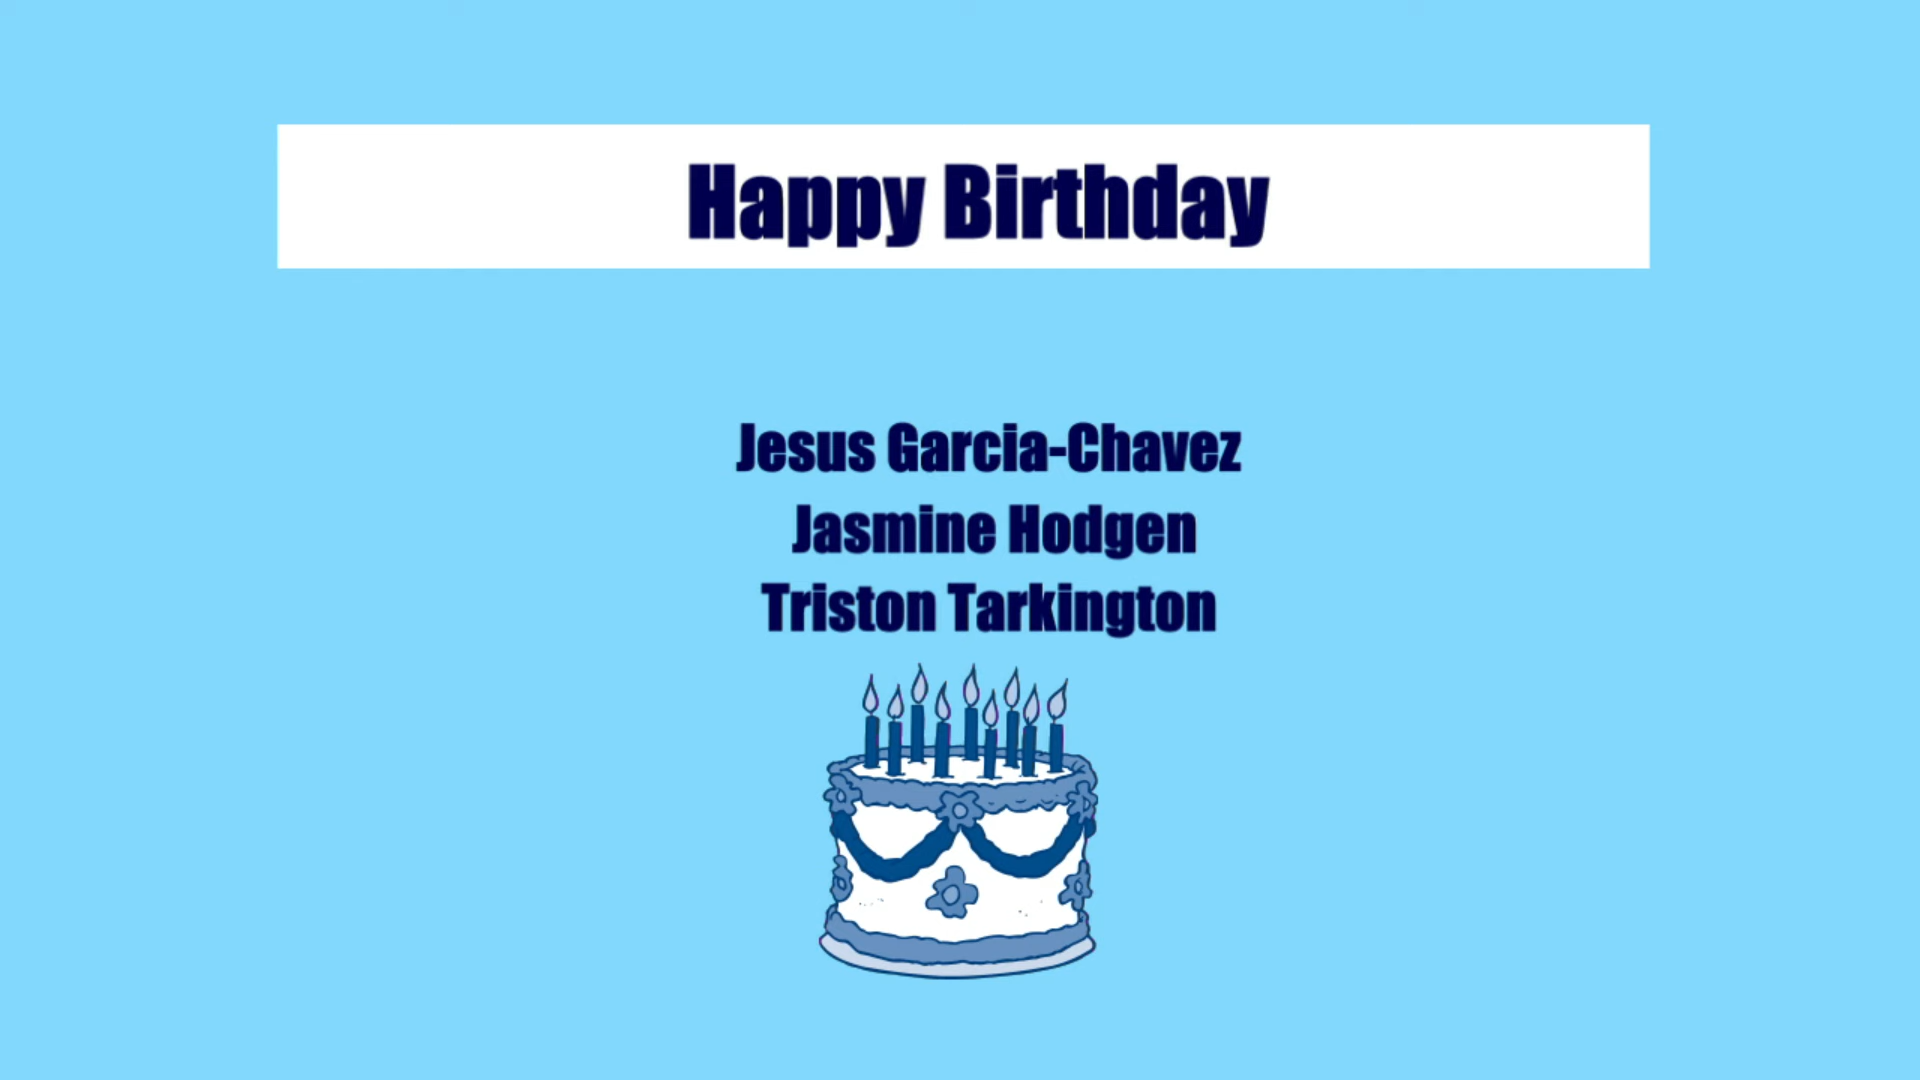 Happy Birthday
Jesus Garcia-Chavez
Jasmine Hodgen
Triston Tarkington